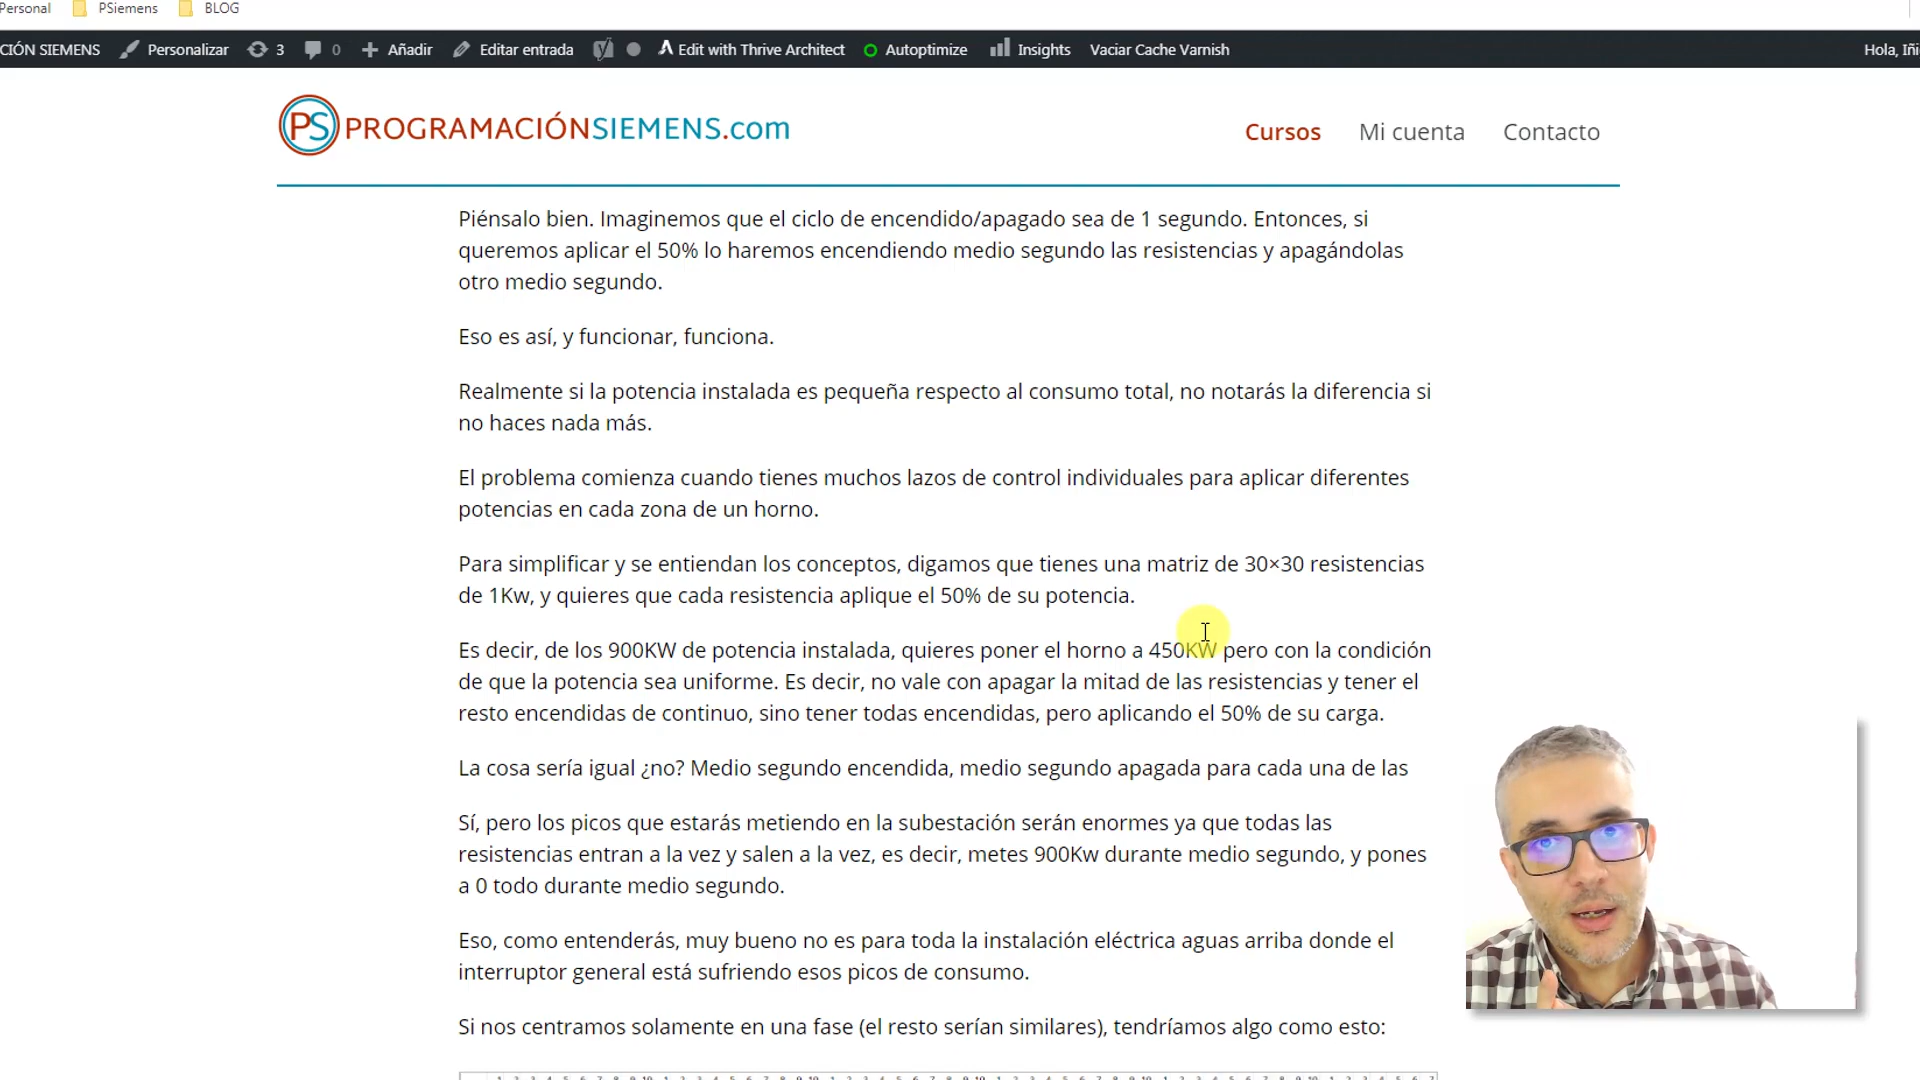 Personal PSiemens BLOG
CIÓN SIEMENS Personalizar 3 0 Añadir Editar entrada Edit with Thrive Architect Autoptimize Insights Vaciar Cache Varnish Hola, Iñi
PS PROGRAMACIÓNSIEMENS.com Cursos Mi cuenta Contacto
Piénsalo bien. Imaginemos que el ciclo de encendido/apagado sea de 1 segundo. Entonces, si
queremos aplicar el 50% lo haremos encendiendo medio segundo las resistencias y apagándolas
otro medio segundo.
Eso es así, y funcionar, funciona.
Realmente si la potencia instalada es pequeña respecto al consumo total, no notarás la diferencia si
no haces nada más.
El problema comienza cuando tienes muchos lazos de control individuales para aplicar diferentes
potencias en cada zona de un horno.
Para simplificar y se entiendan los conceptos, digamos que tienes una matriz de 30×30 resistencias
de 1Kw, y quieres que cada resistencia aplique el 50% de su potencia.
Es decir, de los 900KW de potencia instalada, quieres poner el horno a 450KW pero con la condición
de que la potencia sea uniforme. Es decir, no vale con apagar la mitad de las resistencias y tener el
resto encendidas de continuo, sino tener todas encendidas, pero aplicando el 50% de su carga.
La cosa sería igual ¿no? Medio segundo encendida, medio segundo apagada para cada una de las
Sí, pero los picos que estarás metiendo en la subestación serán enormes ya que todas las
resistencias entran a la vez y salen a la vez, es decir, metes 900Kw durante medio segundo, y pones
a 0 todo durante medio segundo.
Eso, como entenderás, muy bueno no es para toda la instalación eléctrica aguas arriba donde el
interruptor general está sufriendo esos picos de consumo.
Si nos centramos solamente en una fase (el resto serían similares), tendríamos algo como esto: